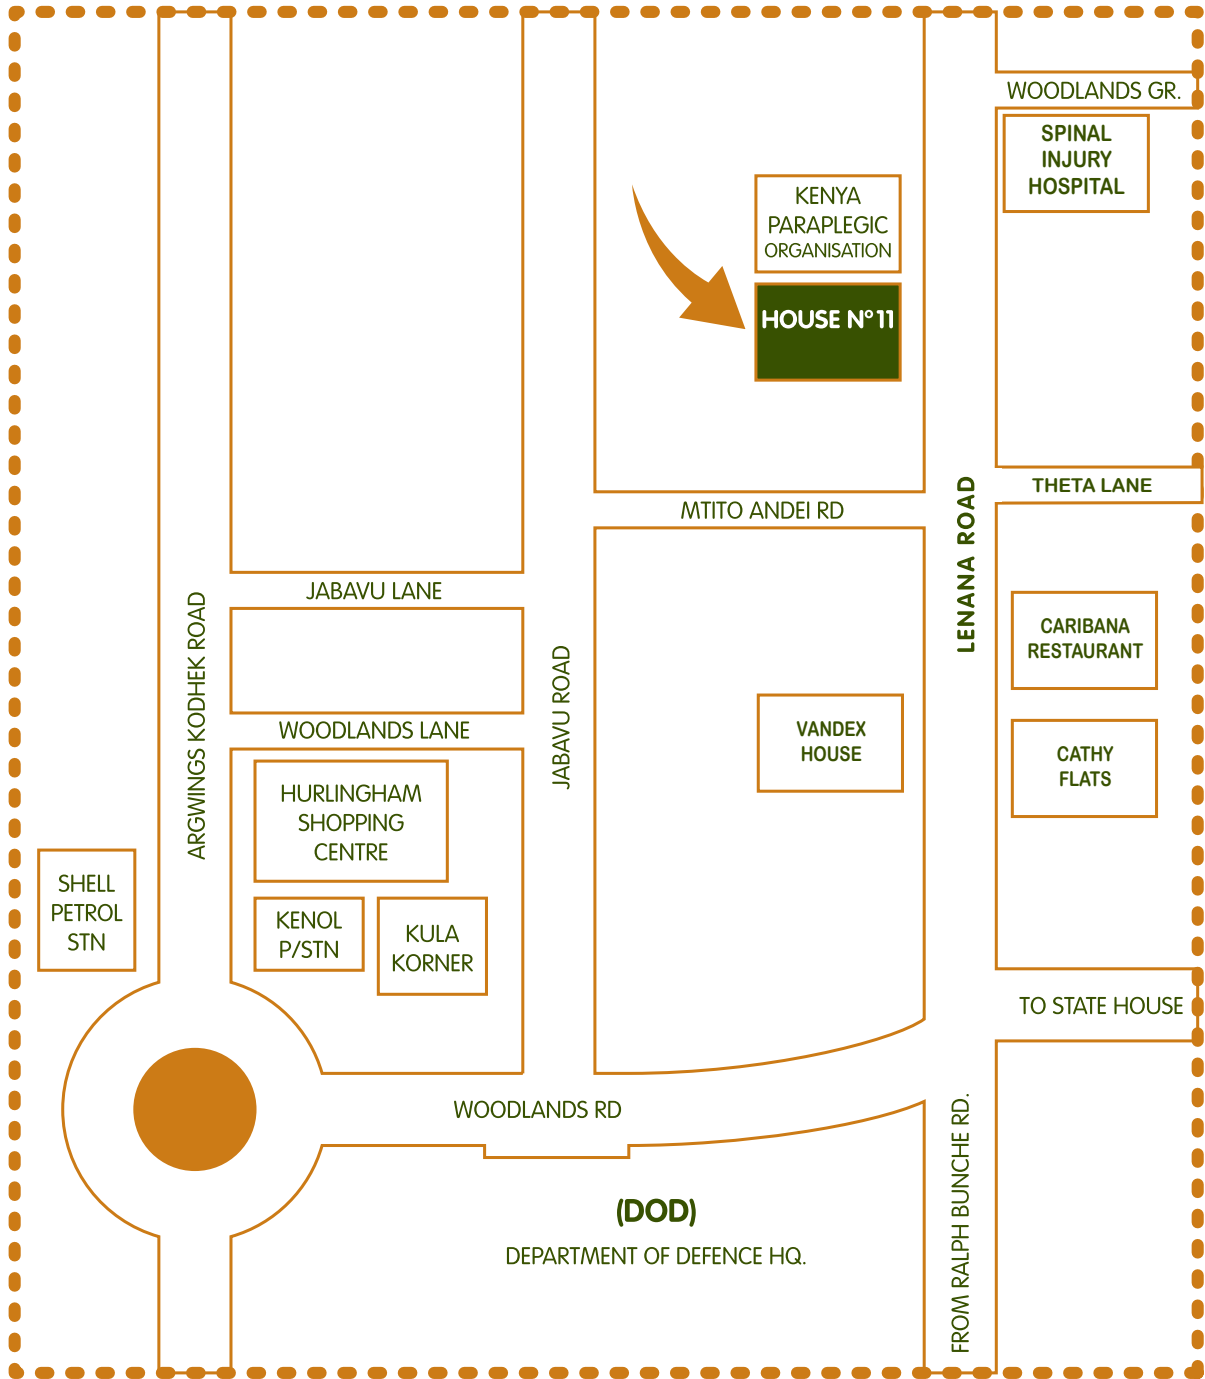 WOODLANDS GR.
SPINAL
INJURY
HOSPITAL
KENYA
PARAPLEGIC
ORGANISATION
HOUSE Nº11
THETA LANE
LENANA ROAD
MTITO ANDEI RD
JABAVU LANE
ARGWINGS KODHEK ROAD
JABAVU ROAD
CARIBANA
RESTAURANT
WOODLANDS LANE
VANDEX
HOUSE
CATHY
FLATS
HURLINGHAM
SHOPPING
CENTRE
SHELL
PETROL
STN
KENOL
P/STN
KULA
KORNER
TO STATE HOUSE
WOODLANDS RD
FROM RALPH BUNCHE RD.
(DOD)
DEPARTMENT OF DEFENCE HQ.